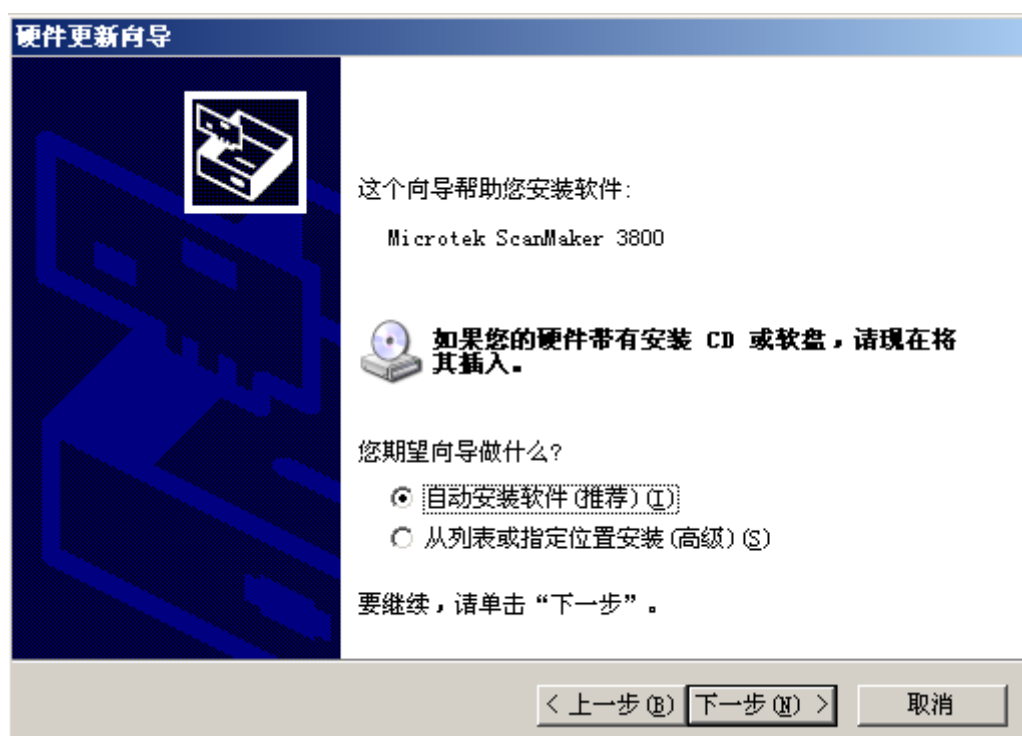 硬件更新向导
这个向导帮助您安装软件:
Microtek ScanMaker 3800
如果您的硬件带有安装 CD 或软盘，请现在将
其插入。
您期望向导做什么?
自动安装软件(推荐)(I)
从列表或指定位置安装(高级)(S)
要继续，请单击“下一步”。
< 上一步(B) 下一步(N) > 取消